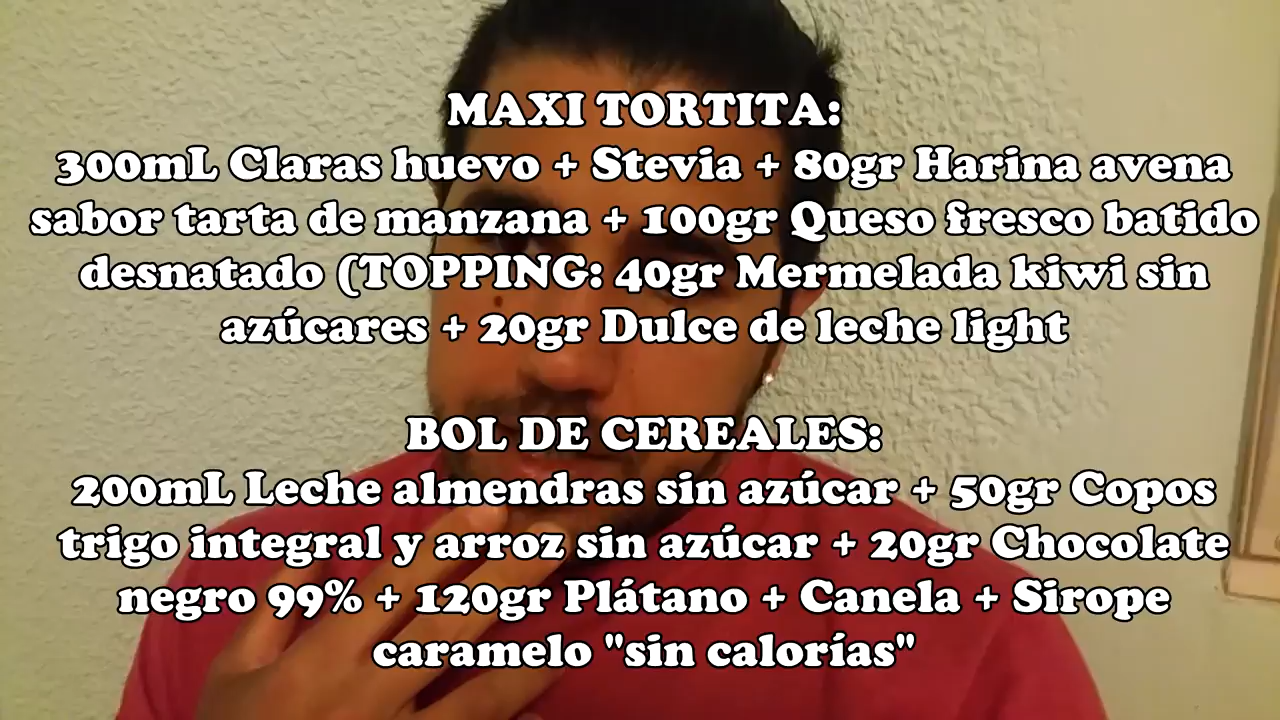 MAXI TORTITA:
300mL Claras huevo + Stevia + 80gr Harina avena
sabor tarta de manzana + 100gr Queso fresco batido
desnatado (TOPPING: 40gr Mermelada kiwi sin
azúcares + 20gr Dulce de leche light
BOL DE CEREALES:
200mL Leche almendras sin azúcar + 50gr Copos
trigo integral y arroz sin azúcar + 20gr Chocolate
negro 99% + 120gr Plátano + Canela + Sirope
caramelo "sin calorías"